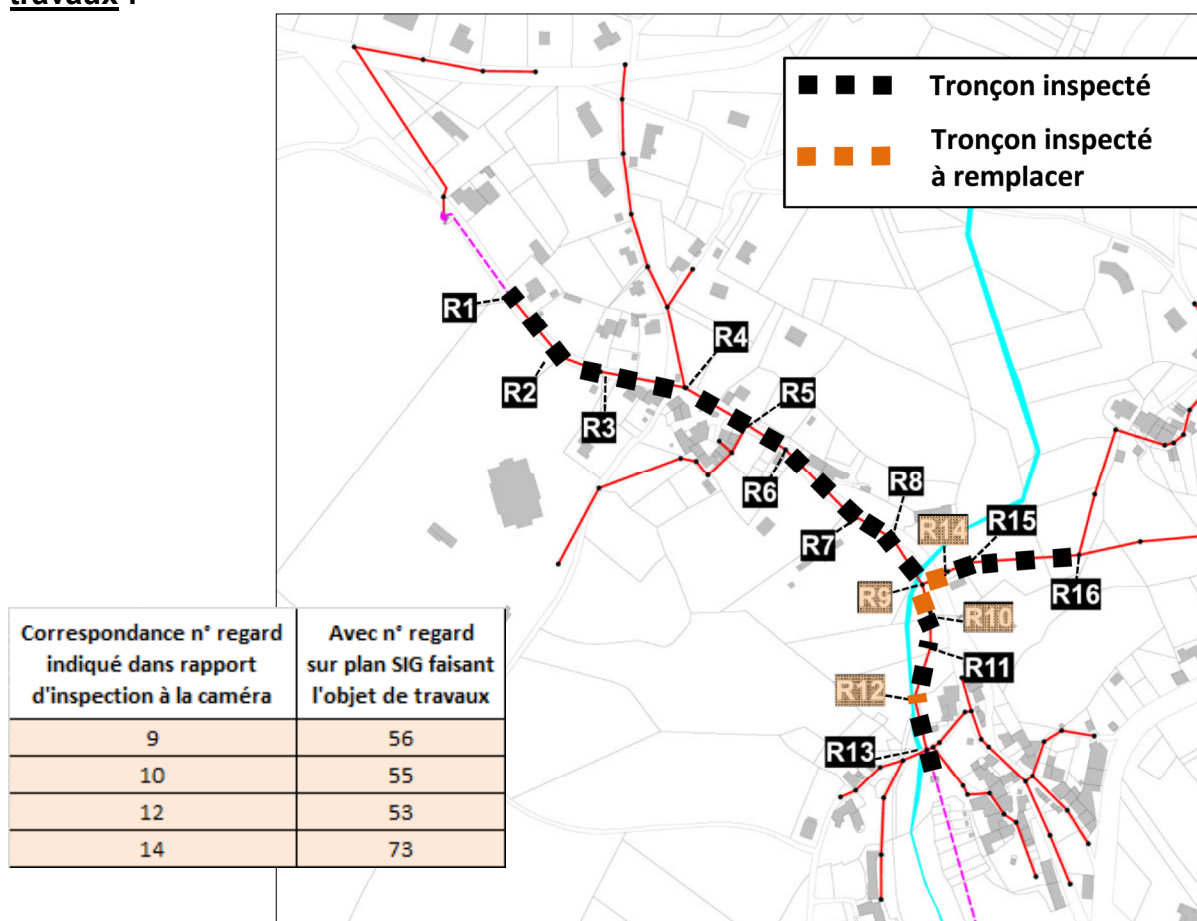 travaux :
Tronçon inspecté
Tronçon inspecté
à remplacer
R1
R2
R3
R4
R5
R6
R7
R8
R14
R15
R9
R16
R10
R11
R12
R13
Correspondance n° regard
indiqué dans rapport
d'inspection à la caméra
Avec n° regard
sur plan SIG faisant
l'objet de travaux
9 56
10 55
12 53
14 73